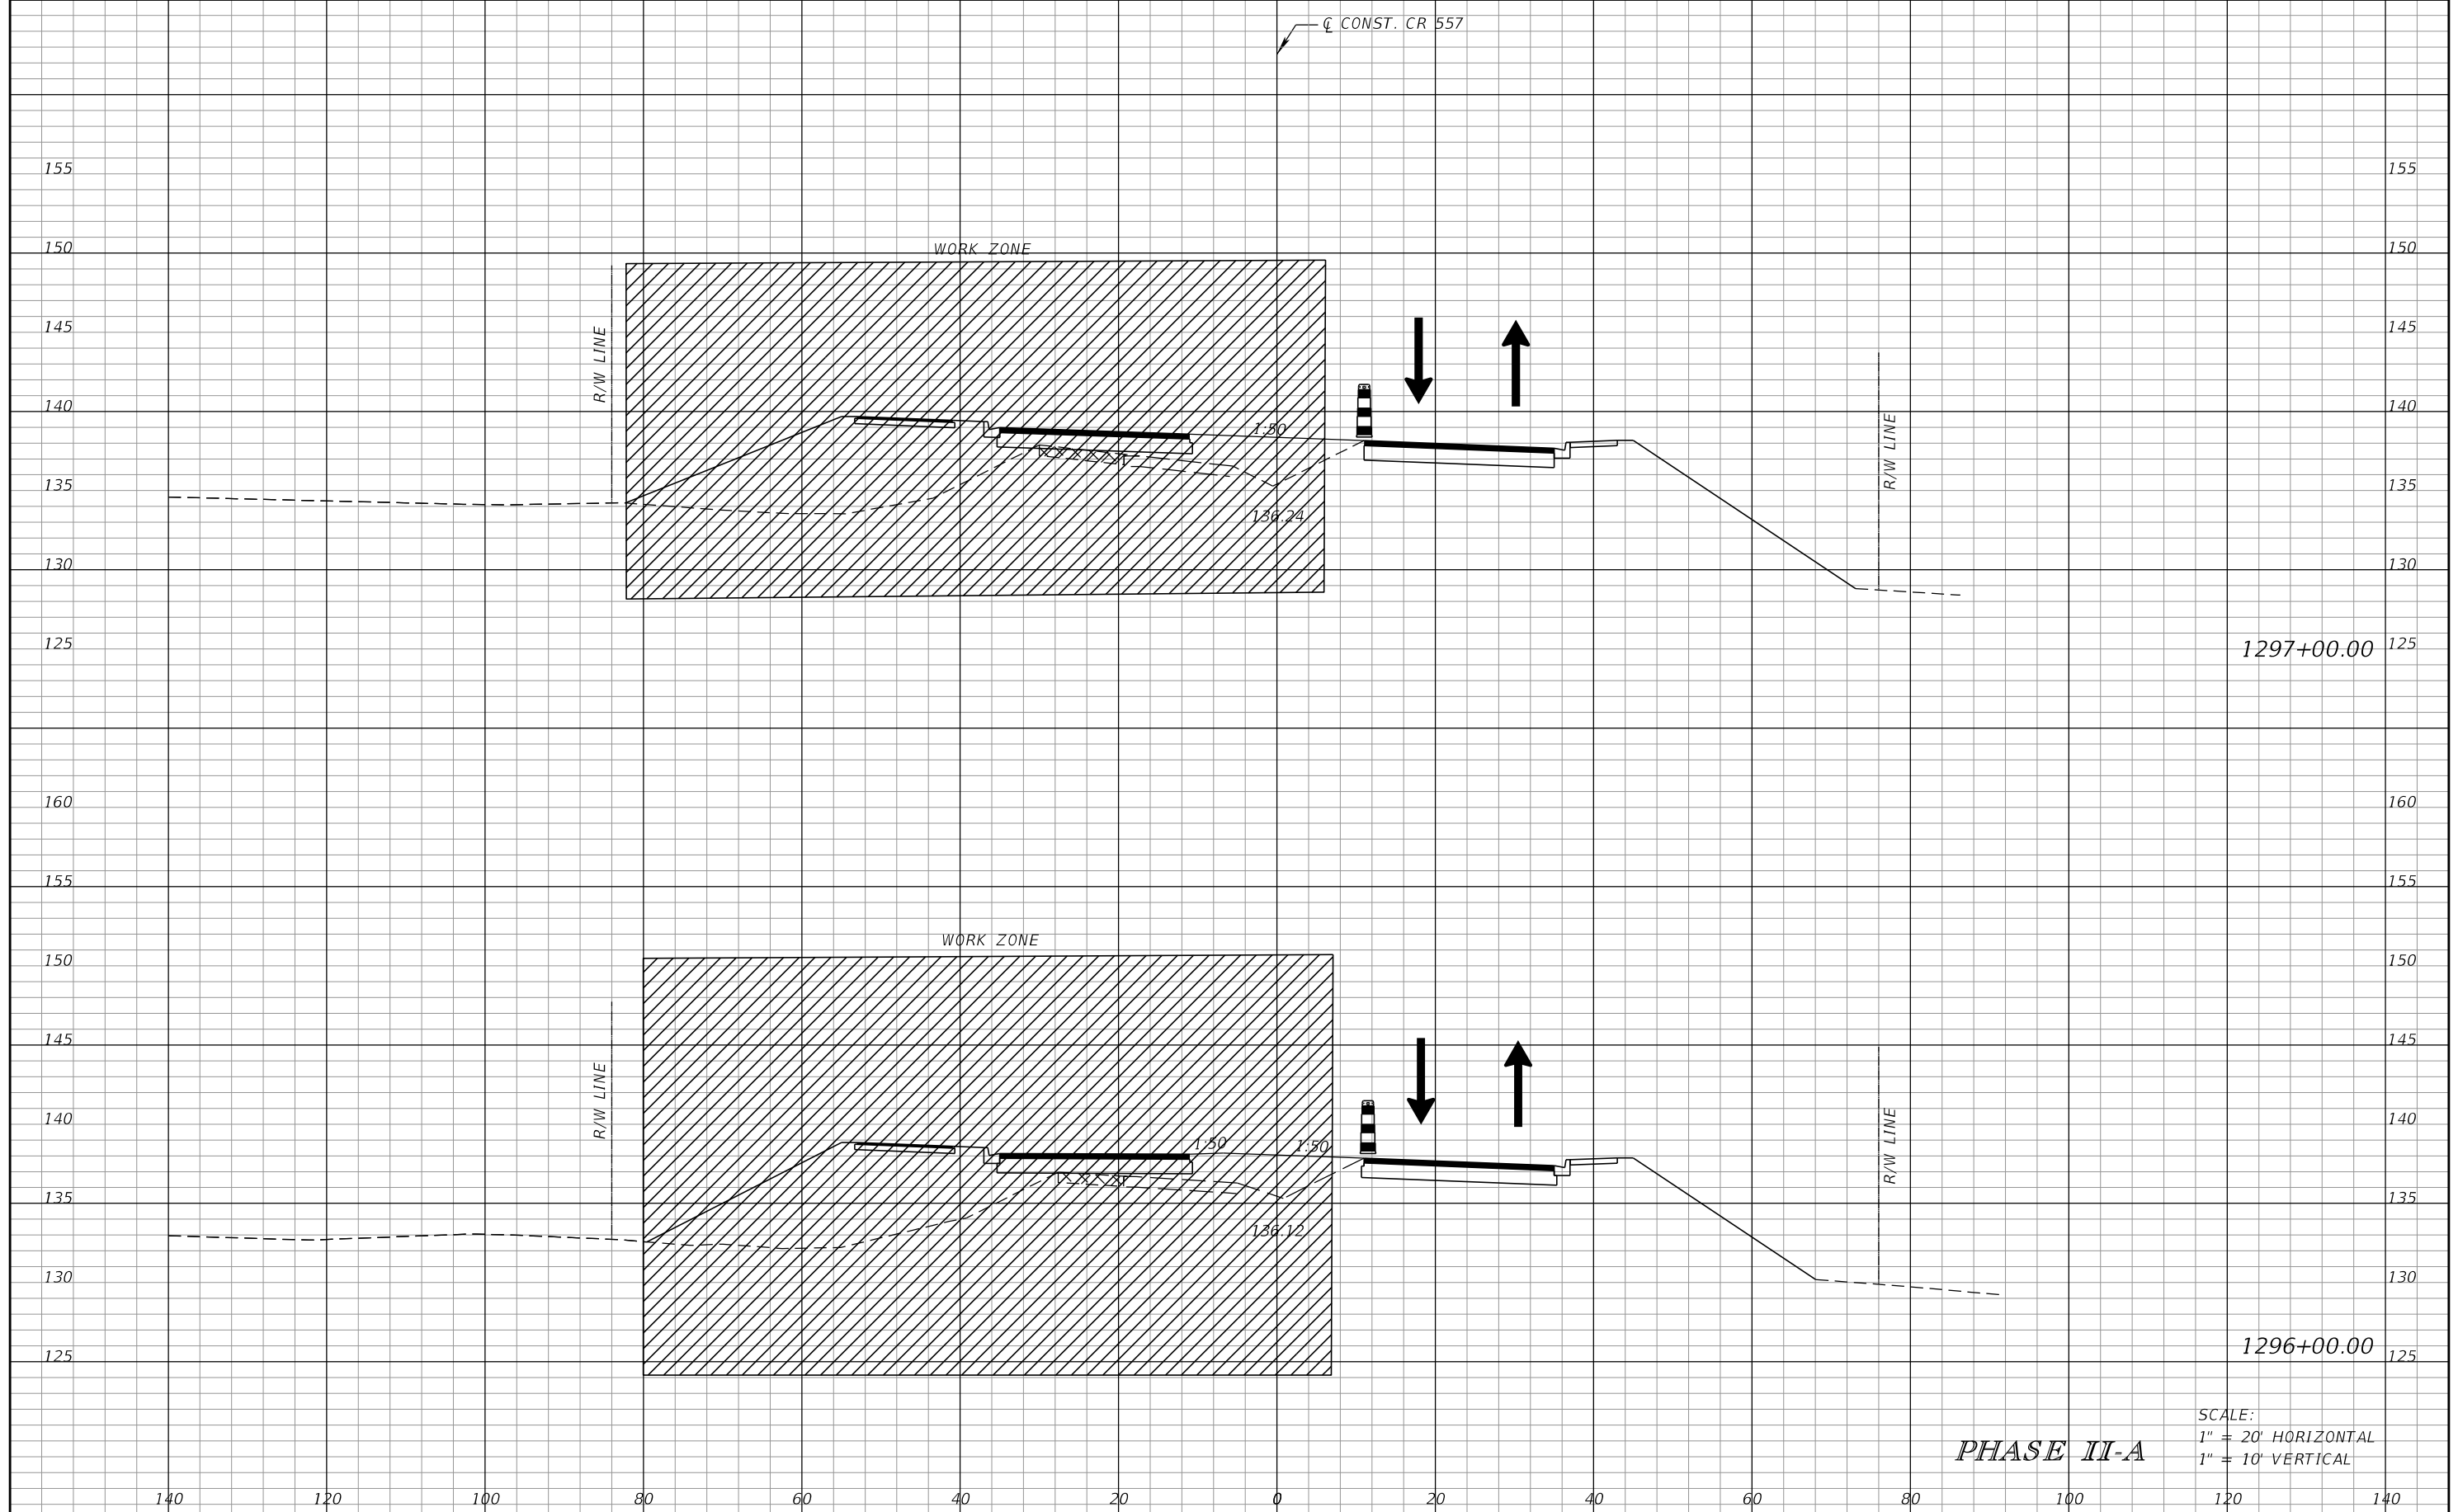 ℄ CONST. CR 557
155 155
150 WORK ZONE 150
145 145
R/W LINE
140 140
1:50
R/W LINE
135 135
136.24
130 130
125 1297+00.00 125
160 160
155 155
WORK ZONE
150 150
145 145
R/W LINE
140 140
1:50 1:50
R/W LINE
135 135
136.12
130 130
125 1296+00.00 125
SCALE:
1" = 20' HORIZONTAL
PHASE II-A
1" = 10' VERTICAL
140 120 100 80 60 40 20 0 20 40 60 80 100 120 140